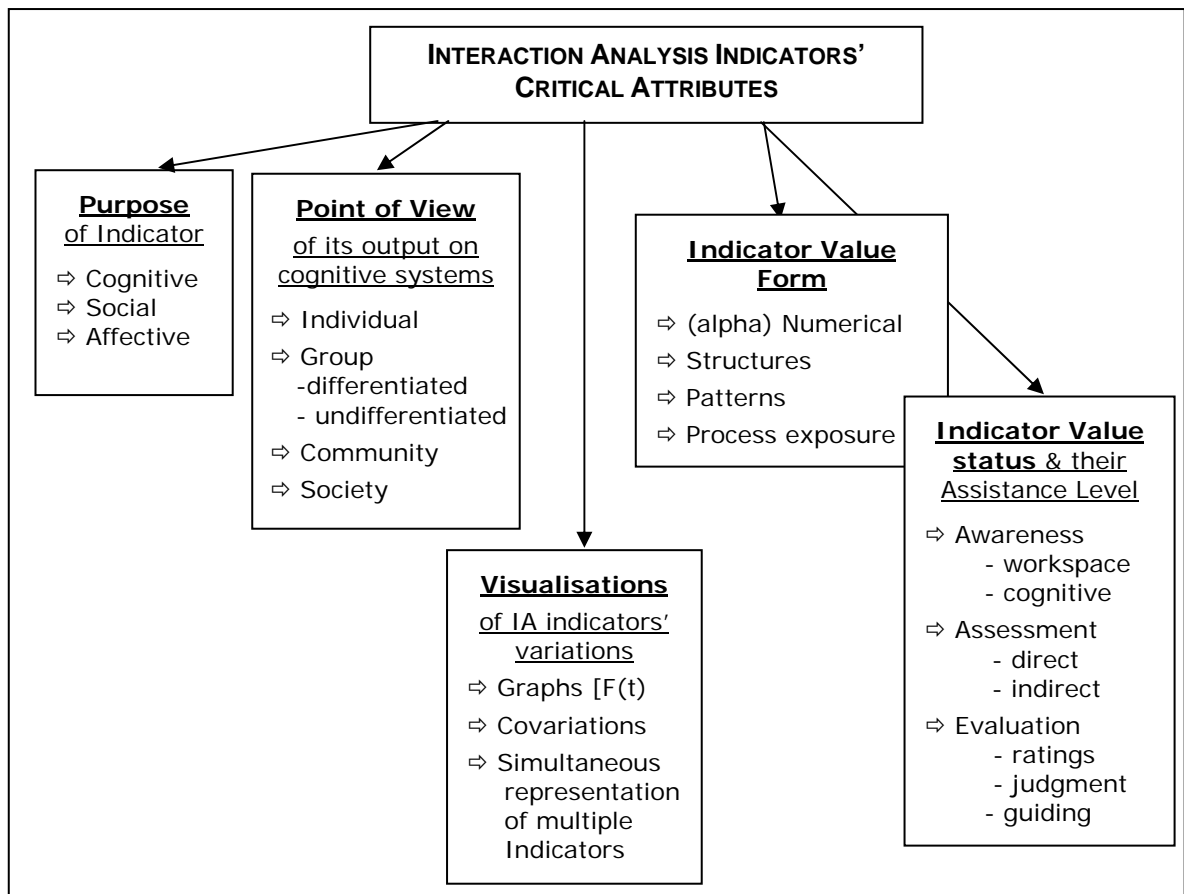 INTERACTION ANALYSIS INDICATORS’
CRITICAL ATTRIBUTES
Purpose
of Indicator
⇨ Cognitive
⇨ Social
⇨ Affective
Point of View
of its output on
cognitive systems
⇨ Individual
⇨ Group
-differentiated
- undifferentiated
⇨ Community
⇨ Society
Visualisations
of IA indicators’
variations
⇨ Graphs [F(t)
⇨ Covariations
⇨ Simultaneous
representation
of multiple
Indicators
Indicator Value
Form
⇨ (alpha) Numerical
⇨ Structures
⇨ Patterns
⇨ Process exposure
Indicator Value
status & their
Assistance Level
⇨ Awareness
- workspace
- cognitive
⇨ Assessment
- direct
- indirect
⇨ Evaluation
- ratings
- judgment
- guiding